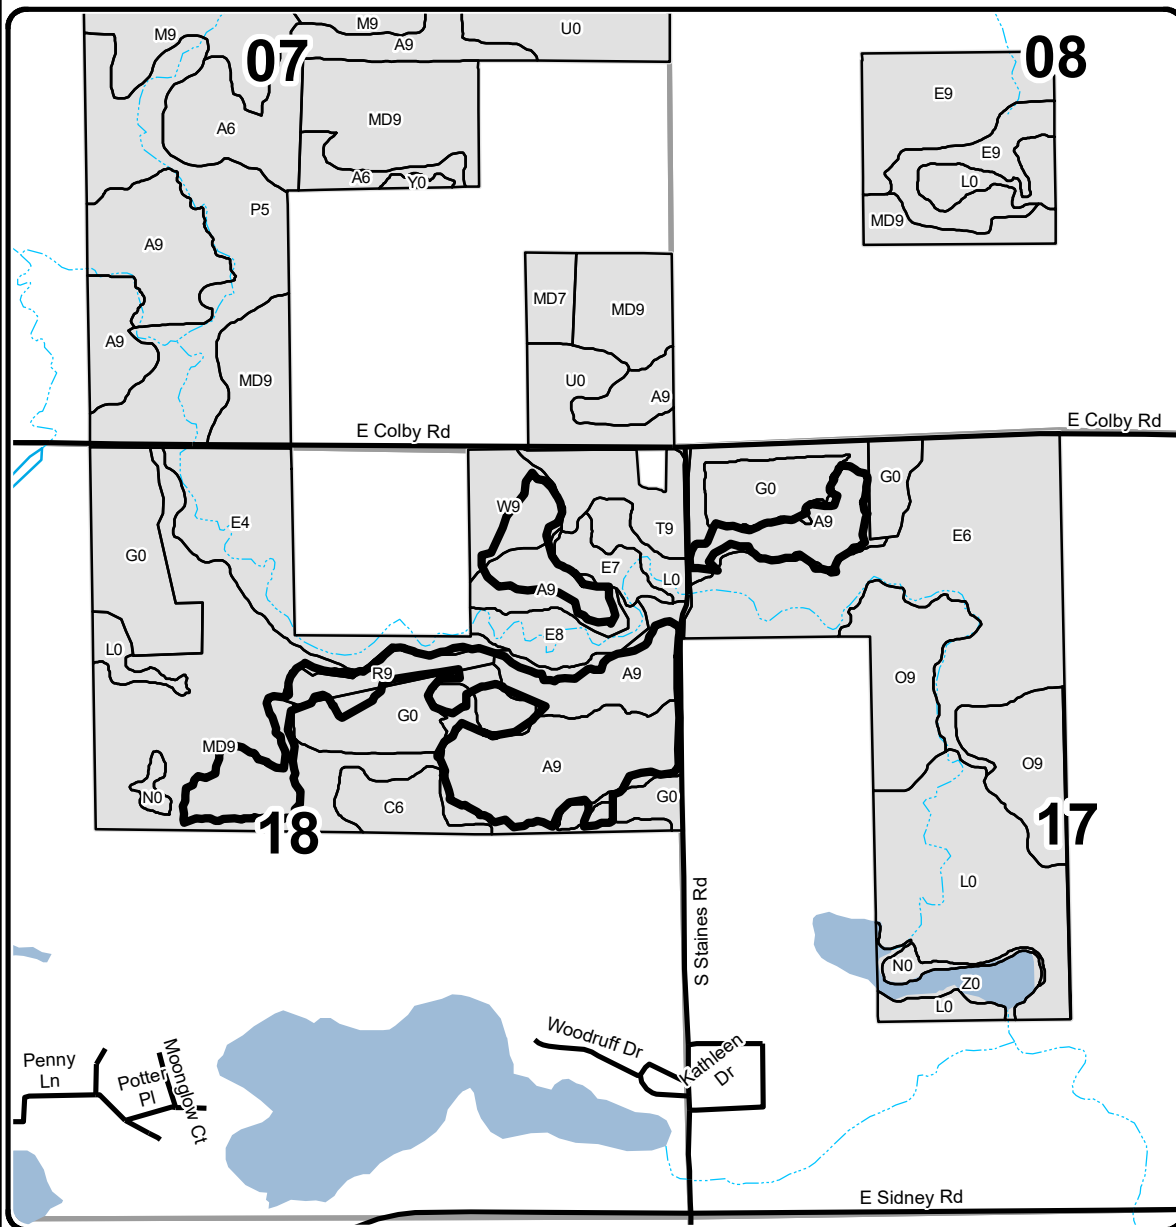 M9
M9
U0
07
A9
08
E9
MD9
A6
E9
A6
Y0
L0
P5
MD9
A9
MD7
MD9
A9
MD9
U0
A9
E Colby Rd
E Colby Rd
G0
G0
W9
E4
A9
T9
E6
G0
E7
L0
A9
E8
L0
R9
A9
O9
G0
MD9
A9
O9
N0
C6
G0
18
17
L0
S Staines Rd
N0
Z0
L0
Woodruff Dr
Kathleen
Dr
Penny
Ln
Potter
Pl
Moonglow Ct
E Sidney Rd